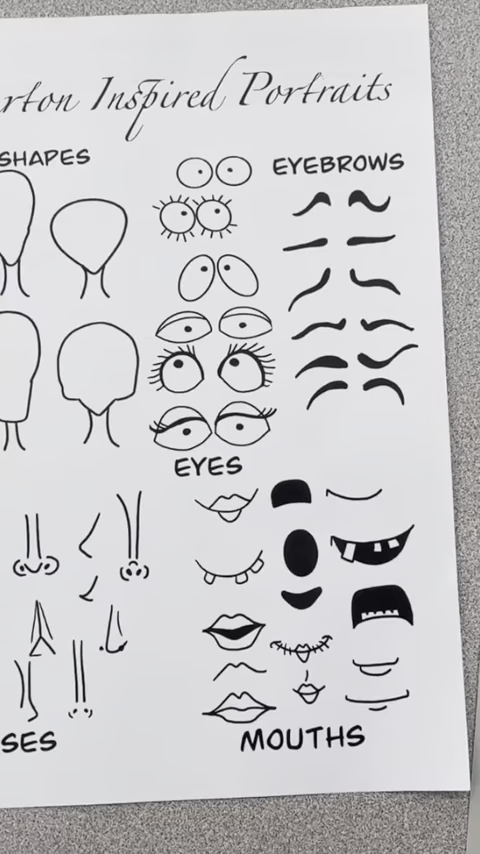 rton Inspired Portraits
SHAPES
EYEBROWS
EYES
SES
MOUTHS